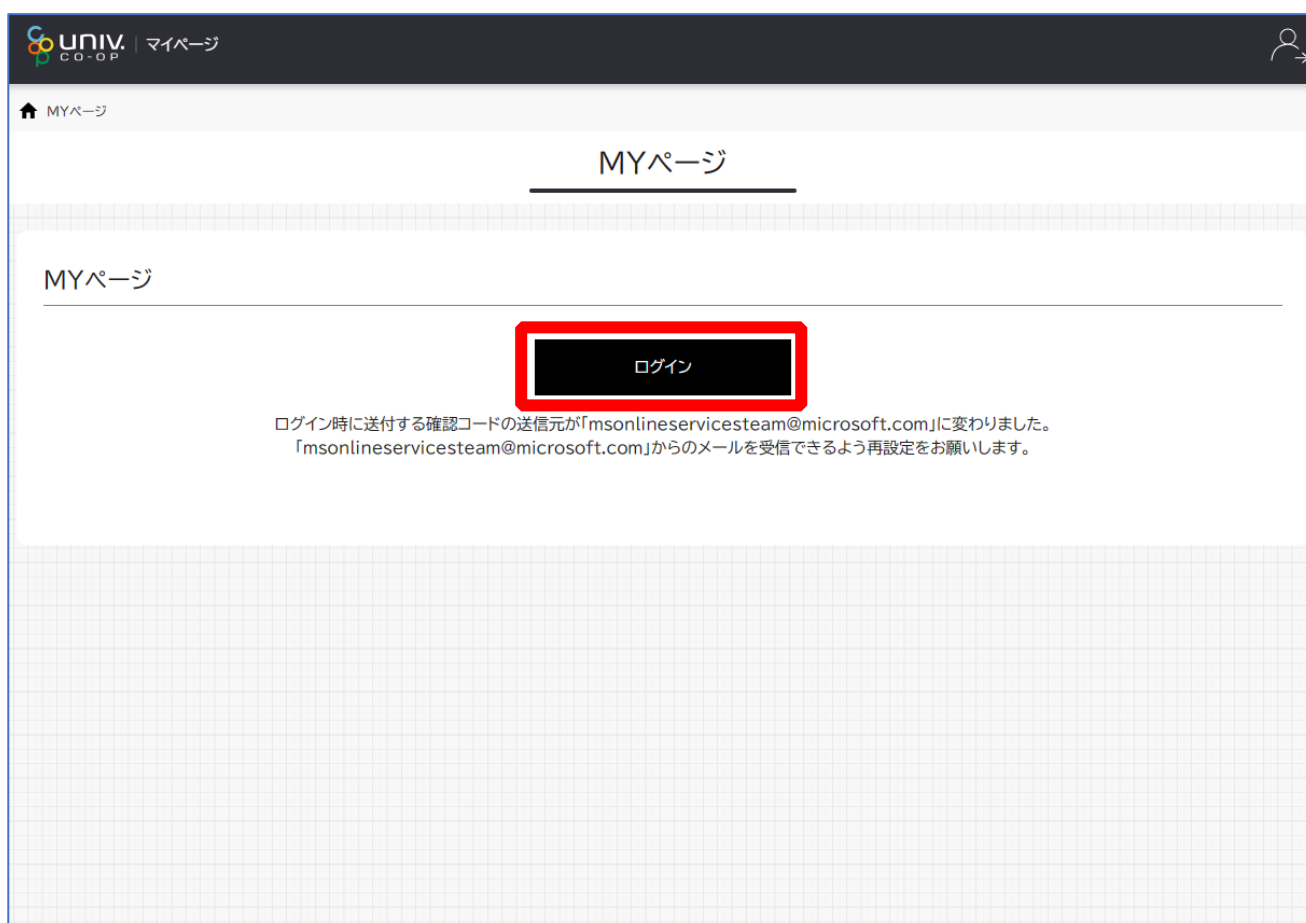 UNIV. CO-OP マイページ
MYページ
MYページ
MYページ
ログイン
ログイン時に送付する確認コードの送信元が「msonlineservicesteam@microsoft.com」に変わりました。
「msonlineservicesteam@microsoft.com」からのメールを受信できるよう再設定をお願いします。